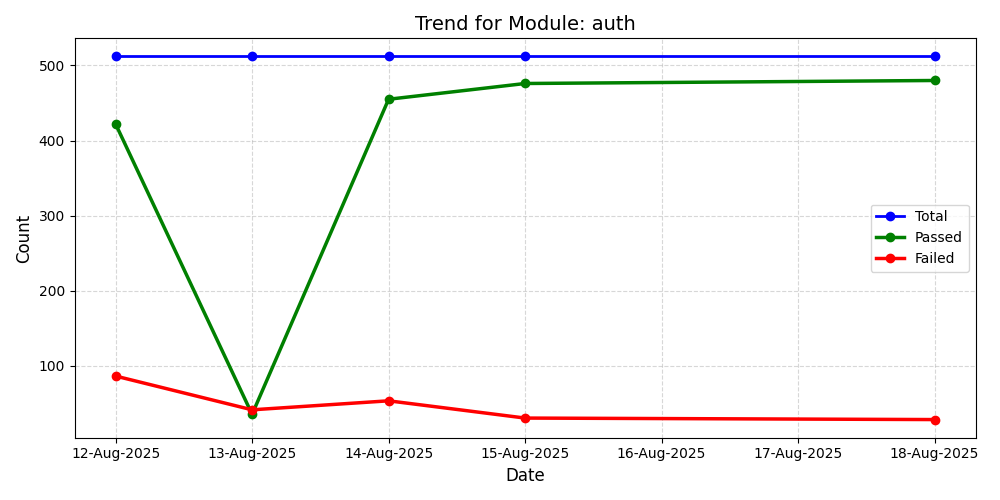 Trend for Module: auth
500
400
300
200
100
Count
Total
Passed
Failed
12-Aug-2025
13-Aug-2025
14-Aug-2025
15-Aug-2025
16-Aug-2025
17-Aug-2025
18-Aug-2025
Date